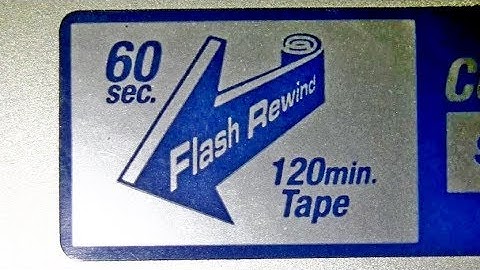 60
sec.
Flash Rewind
120min.
Tape